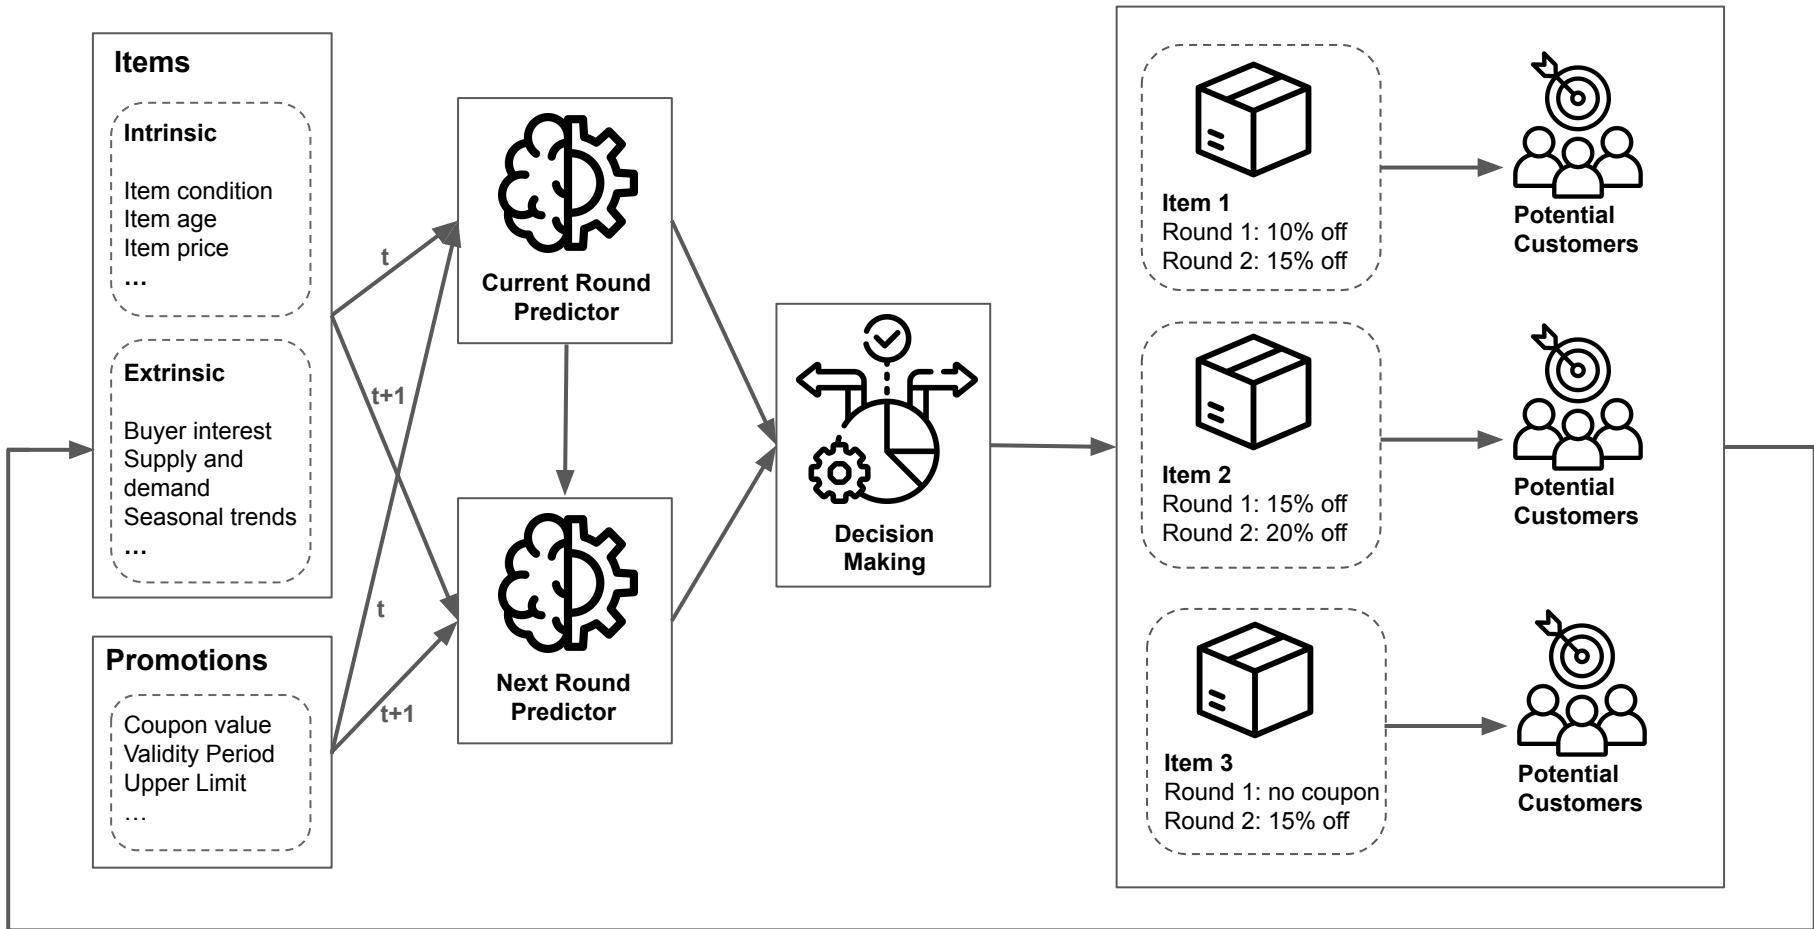 Items
Intrinsic
Item condition
Item age
Item price
...
Extrinsic
Buyer interest
Supply and
demand
Seasonal trends
...
Promotions
Coupon value
Validity Period
Upper Limit
...
t
t+1
t
t+1
Current Round
Predictor
Next Round
Predictor
Decision
Making
Item 1
Round 1: 10% off
Round 2: 15% off
Potential
Customers
Item 2
Round 1: 15% off
Round 2: 20% off
Potential
Customers
Item 3
Round 1: no coupon
Round 2: 15% off
Potential
Customers